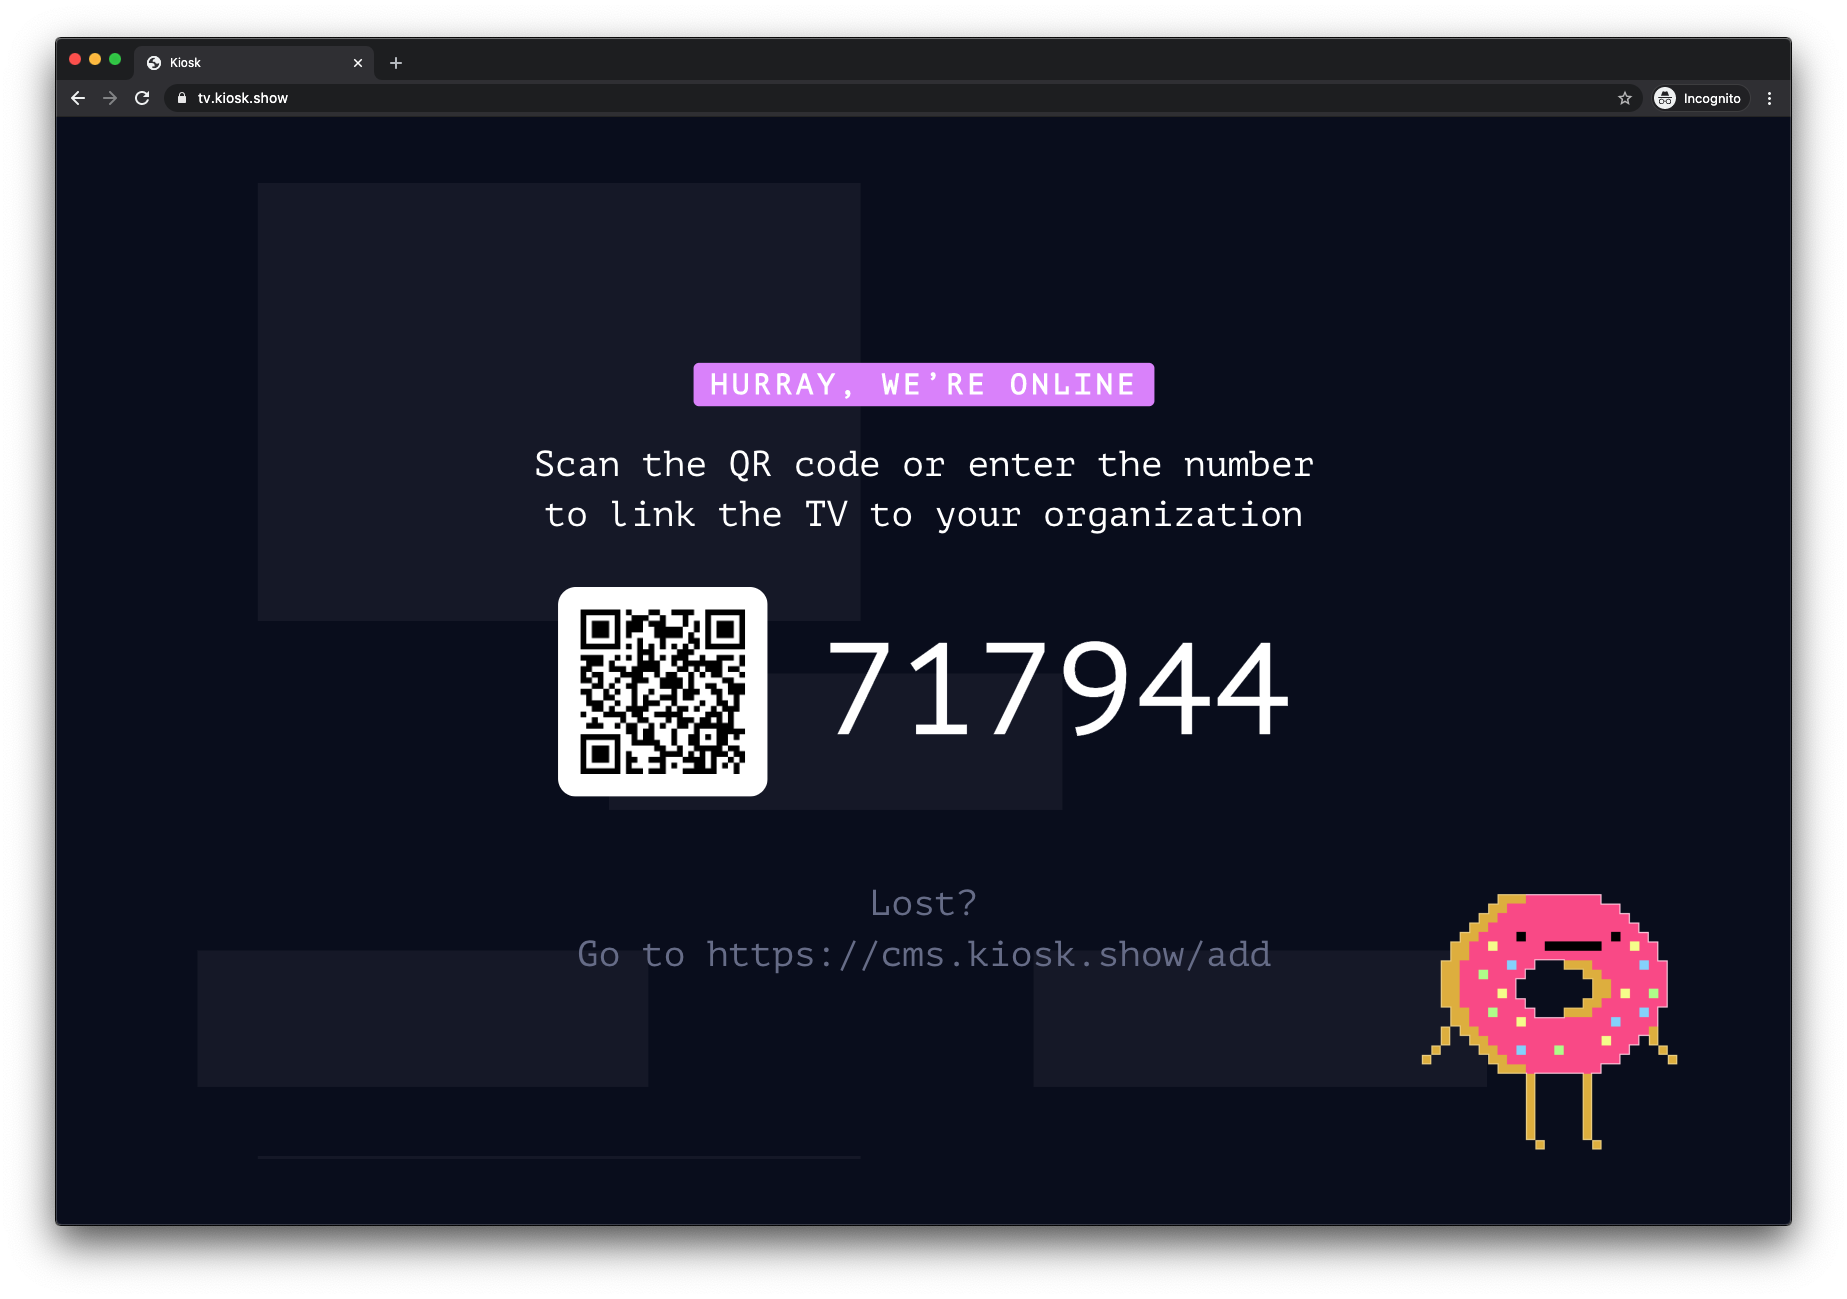 Kiosk
tv.kiosk.show
Incognito
HURRAY, WE’RE ONLINE
Scan the QR code or enter the number
to link the TV to your organization
717944
Lost?
Go to https://cms.kiosk.show/add